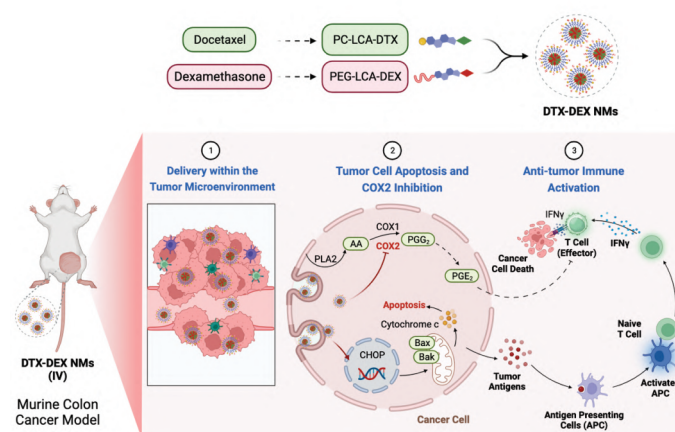 Docetaxel
PC-LCA-DTX
Dexamethasone
PEG-LCA-DEX
DTX-DEX NMs
1
2
3
Delivery within the
Tumor Microenvironment
Tumor Cell Apoptosis and
COX2 Inhibition
Anti-tumor Immune
Activation
PLA2
AA
COX1
COX2
PGG2
PGE2
Apoptosis
Cytochrome c
CHOP
Bax
Bak
Cancer Cell
IFNγ
Cancer
Cell Death
T Cell
(Effector)
IFNγ
Naive
T Cell
Activate
APC
Tumor
Antigens
Antigen Presenting
Cells (APC)
DTX-DEX NMs
(IV)
Murine Colon
Cancer Model